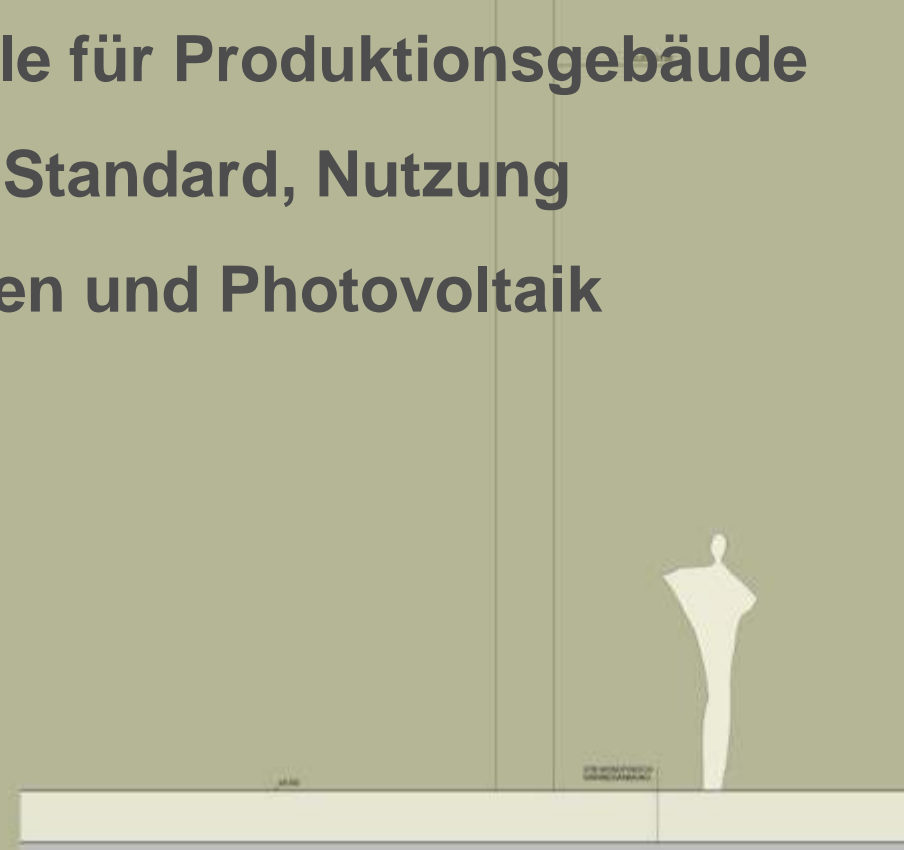 le für Produktionsgebäude
Standard, Nutzung
en und Photovoltaik